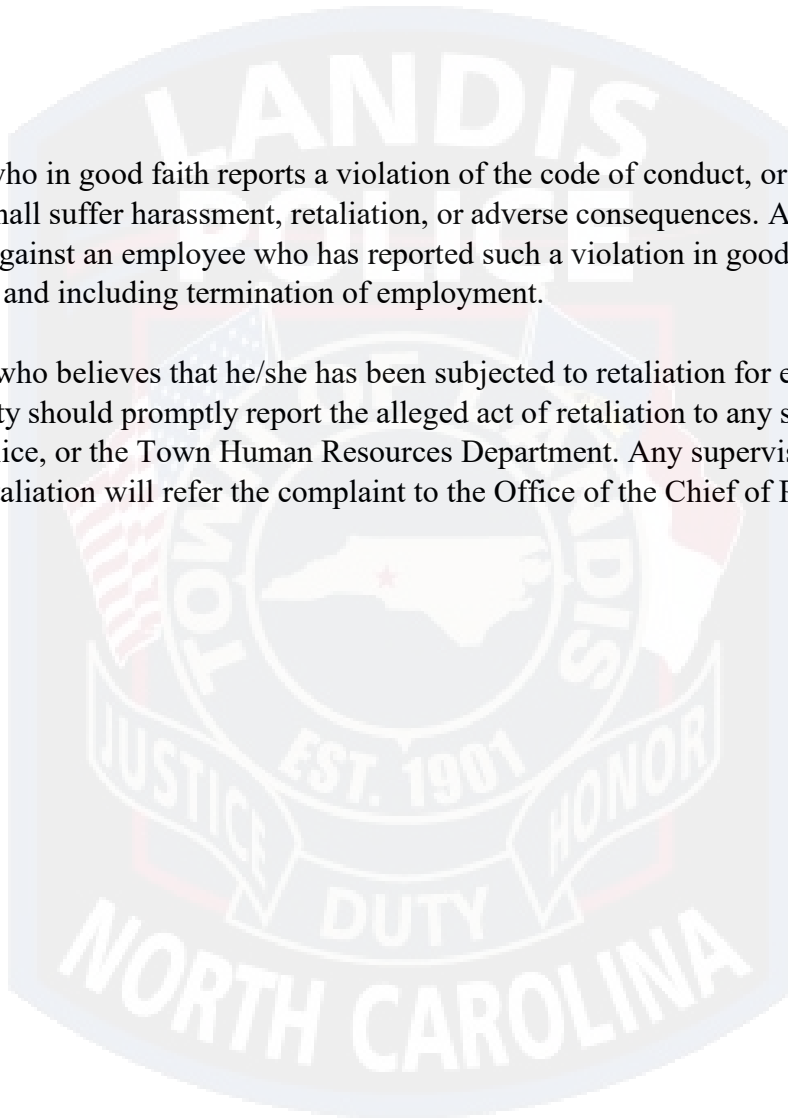 LANDIS
POLICE
who in good faith reports a violation of the code of conduct, or
hall suffer harassment, retaliation, or adverse consequences. A
gainst an employee who has reported such a violation in good
and including termination of employment.
who believes that he/she has been subjected to retaliation for e
ty should promptly report the alleged act of retaliation to any s
lice, or the Town Human Resources Department. Any supervis
aliation will refer the complaint to the Office of the Chief of P
TOWN OF LANDIS
EST. 1901
JUSTICE
DUTY
HONOR
NORTH CAROLINA